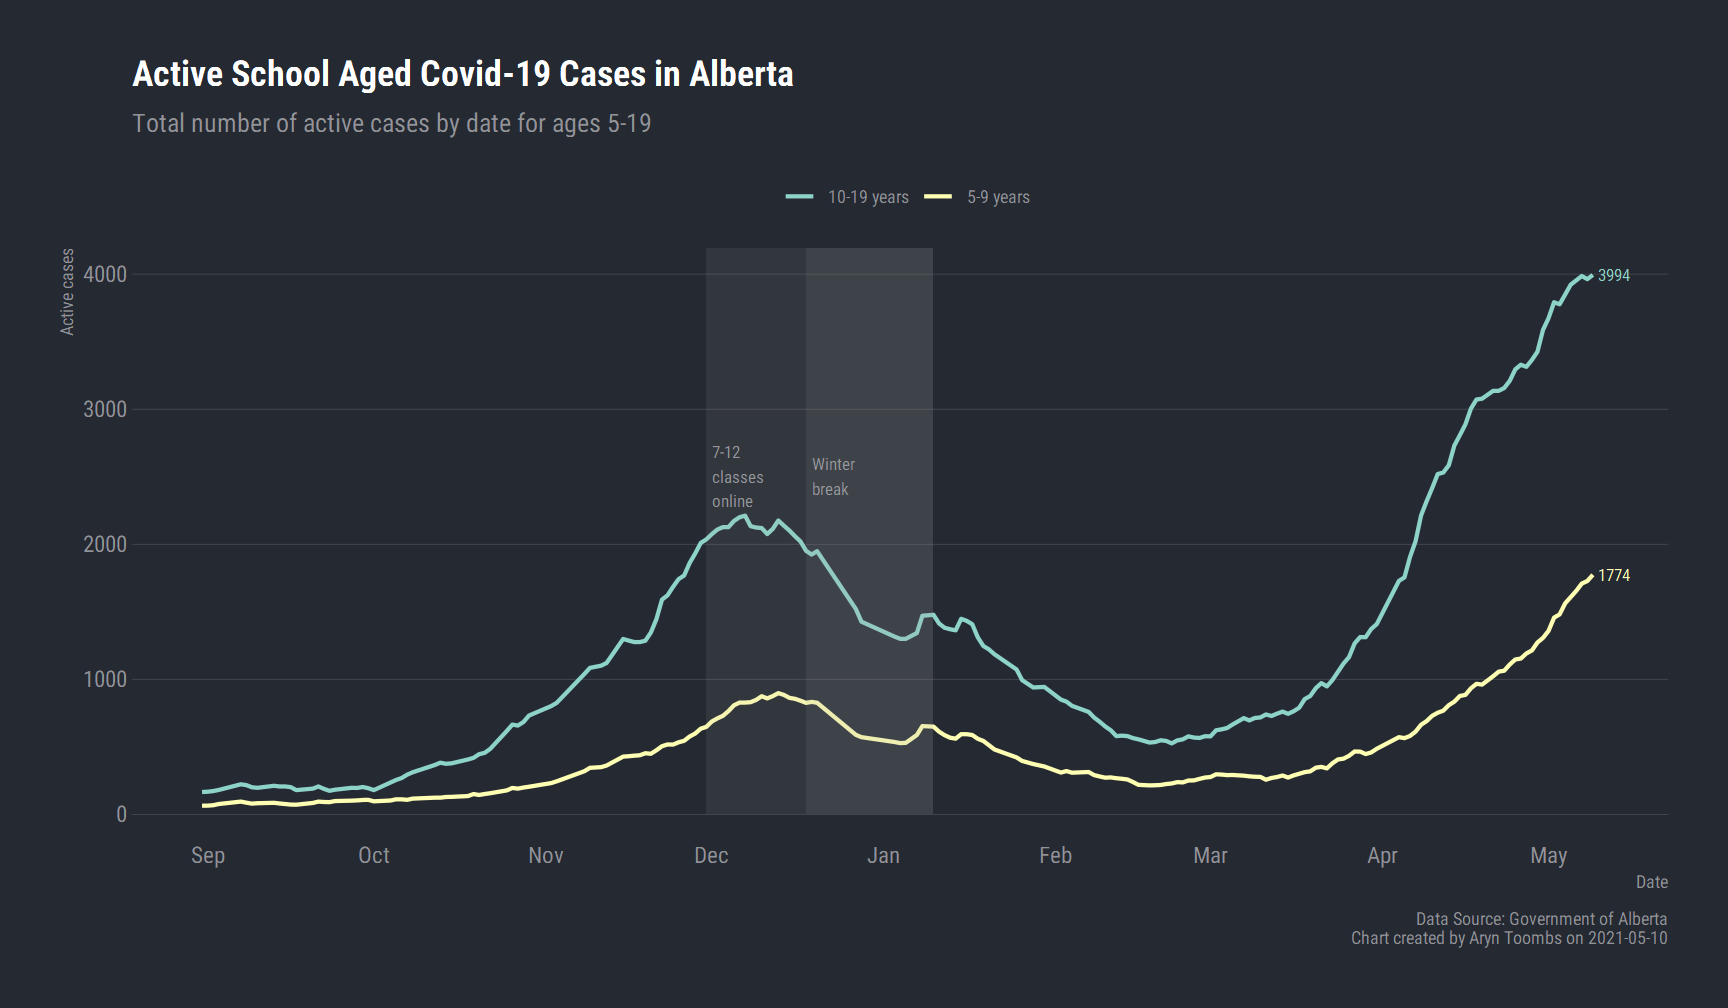 Active School Aged Covid-19 Cases in Alberta
Total number of active cases by date for ages 5-19
10-19 years
5-9 years
Active cases
4000
3000
2000
1000
0
7-12
classes
online
Winter
break
3994
1774
Sep
Oct
Nov
Dec
Jan
Feb
Mar
Apr
May
Date
Data Source: Government of Alberta
Chart created by Aryn Toombs on 2021-05-10